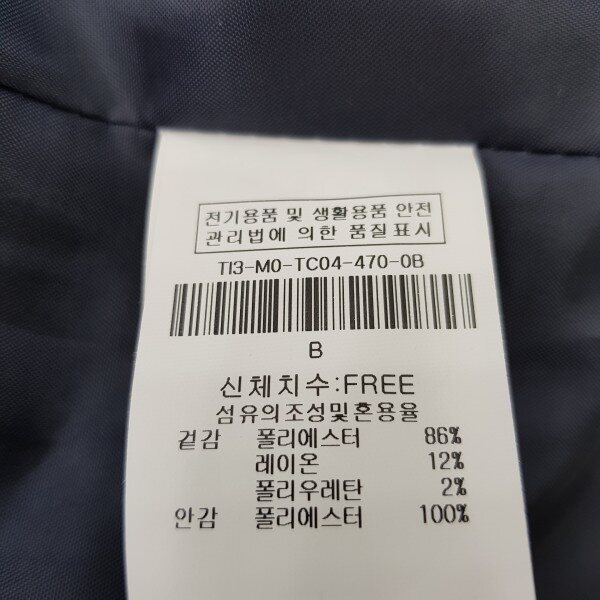 전기용품 및 생활용품 안전
관리법에 의한 품질표시
TI3-M0-TC04-470-0B
B
신체치수:FREE
섬유의조성및혼용율
겉감 폴리에스터 86%
레이온 12%
폴리우레탄 2%
안감 폴리에스터 100%